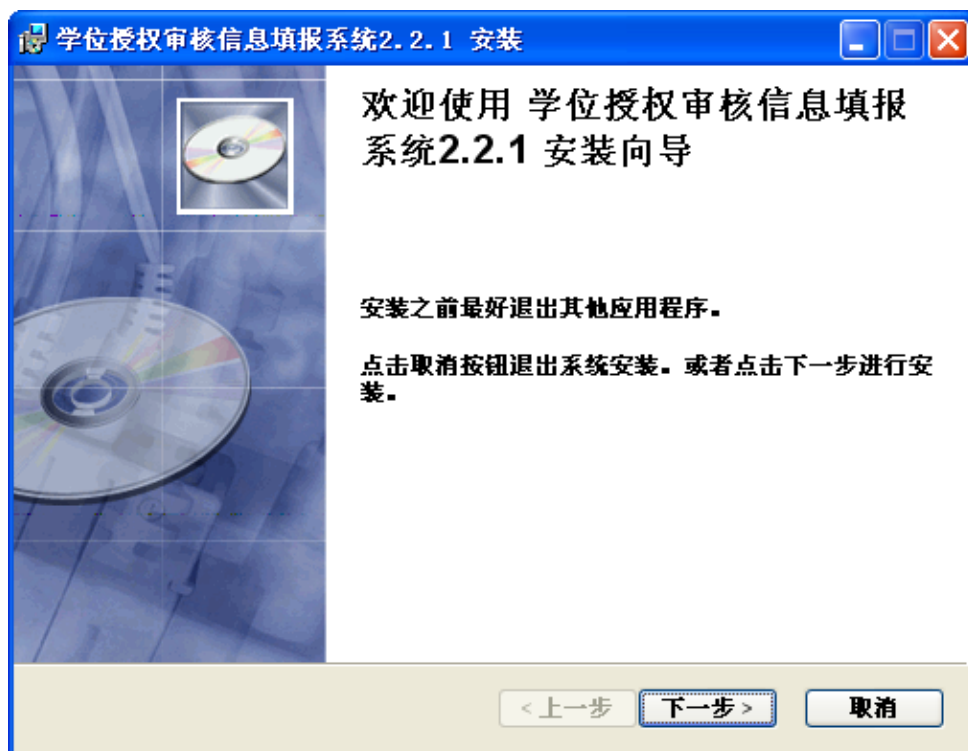 学位授权审核信息填报系统2.2.1 安装
欢迎使用 学位授权审核信息填报
系统2.2.1 安装向导
安装之前最好退出其他应用程序。
点击取消按钮退出系统安装。或者点击下一步进行安
装。
<上一步 下一步> 取消